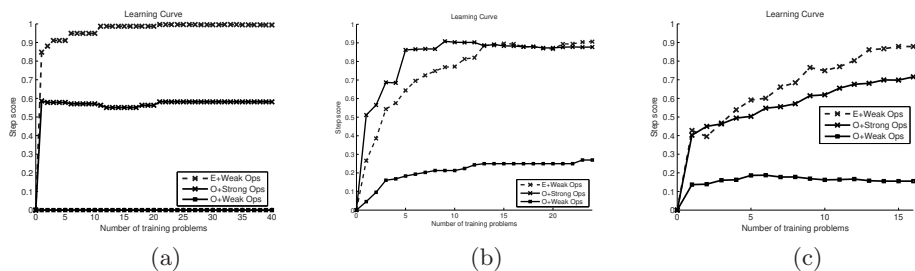 Learning Curve
Step score
1
0.9
0.8
0.7
0.6
0.5
0.4
0.3
0.2
0.1
0
0 5 10 15 20 25 30 35 40
Number of training problems
E+Weak Ops
O+Strong Ops
O+Weak Ops
(a)
Learning Curve
Step score
1
0.9
0.8
0.7
0.6
0.5
0.4
0.3
0.2
0.1
0
0 5 10 15 20
Number of training problems
E+Weak Ops
O+Strong Ops
O+Weak Ops
(b)
Learning Curve
Step score
1
0.9
0.8
0.7
0.6
0.5
0.4
0.3
0.2
0.1
0
0 5 10 15
Number of training problems
E+Weak Ops
O+Strong Ops
O+Weak Ops
(c)